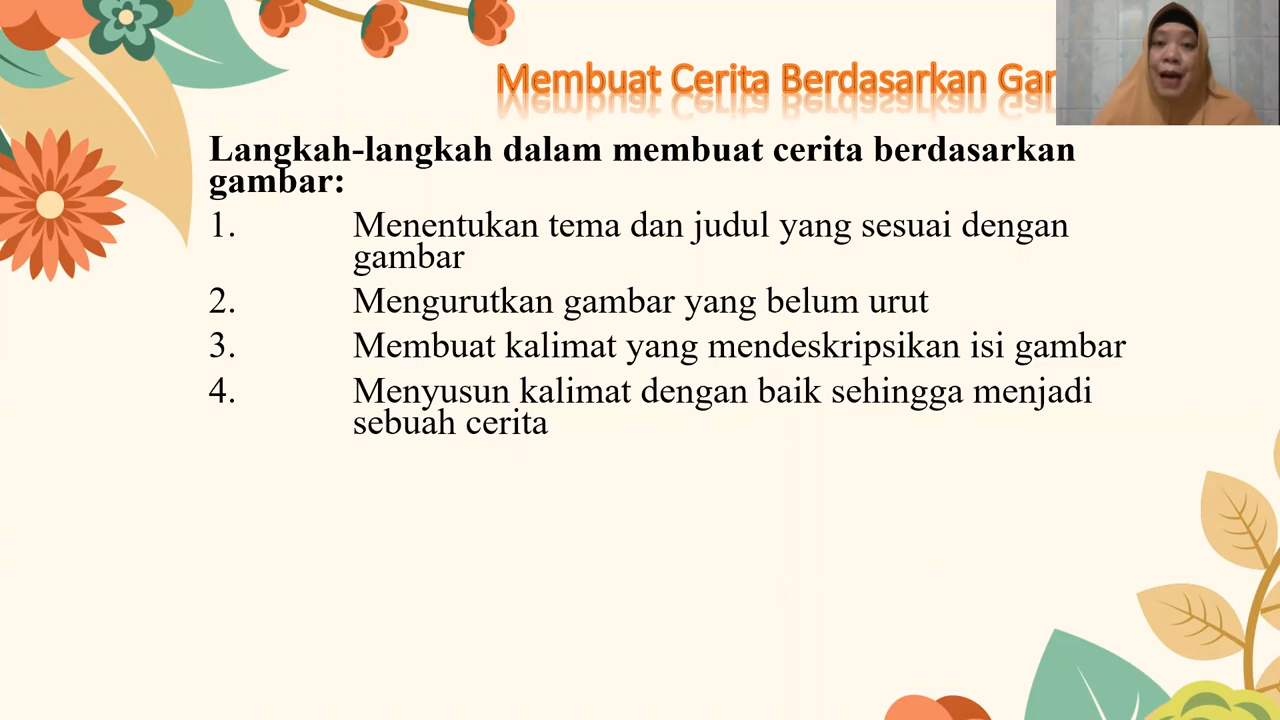 Membuat Cerita Berdasarkan
Langkah-langkah dalam membuat cerita berdasarkan
gambar:
1. Menentukan tema dan judul yang sesuai dengan
gambar
2. Mengurutkan gambar yang belum urut
3. Membuat kalimat yang mendeskripsikan isi gambar
4. Menyusun kalimat dengan baik sehingga menjadi
sebuah cerita